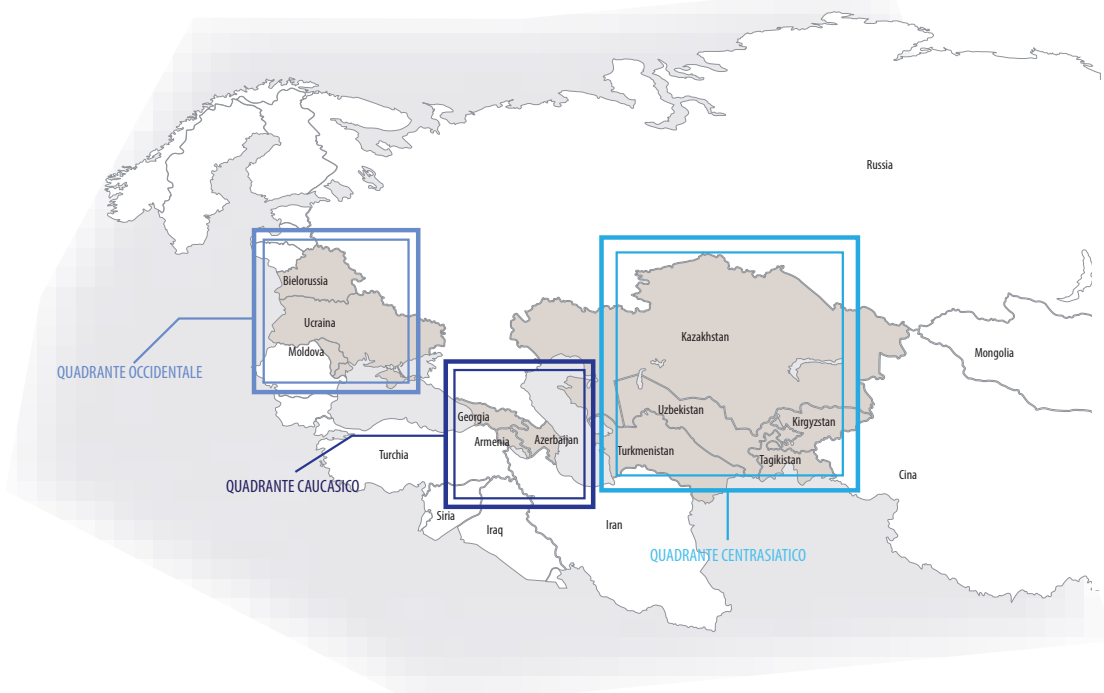 Russia
Bielorussia
Ucraina
Kazakhstan
Moldova
Mongolia
QUADRANTE OCCIDENTALE
Uzbekistan
Georgia
Kirgyzstan
Armenia
Azerbaijan
Turkmenistan
Turchia
Tagikistan
Cina
QUADRANTE CAUCASICO
Siria
Iraq
Iran
QUADRANTE CENTRASIATICO